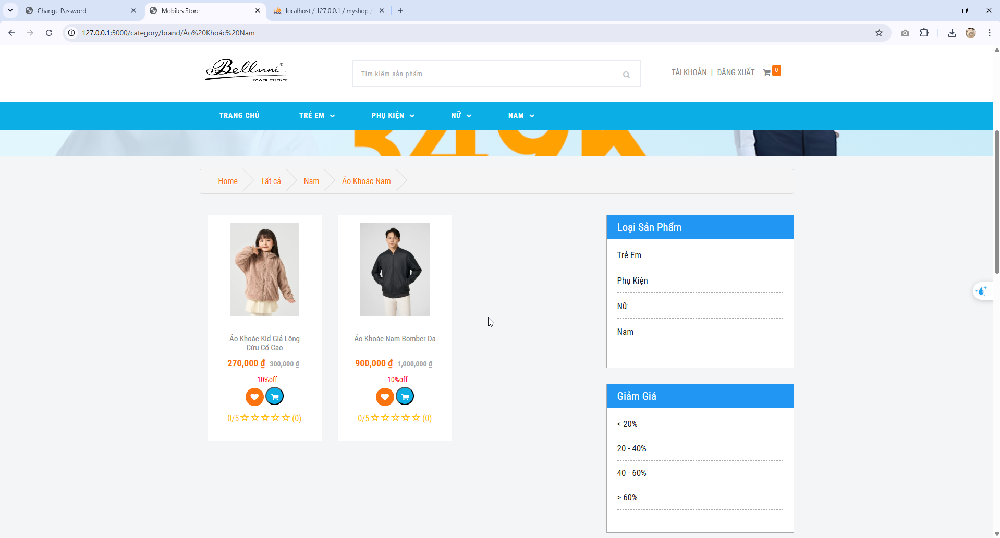 Change Password
Mobiles Store
localhost / 127.0.0.1 / myshop /
127.0.0.1:5000/category/brand/Áo%20Khoác%20Nam
Belluni®
POWER ESSENCE
Tìm kiếm sản phẩm
TÀI KHOẢN | ĐĂNG XUẤT
0
TRANG CHỦ
TRẺ EM
PHỤ KIỆN
NỮ
NAM
349K
Home
Tất cả
Nam
Áo Khoác Nam
Áo Khoác Kid Giả Lông
Cừu Cổ Cao
270,000 ₫ 300,000 ₫
10%off
0/5 ☆☆☆☆☆ (0)
Áo Khoác Nam Bomber Da
900,000 ₫ 1,000,000 ₫
10%off
0/5 ☆☆☆☆☆ (0)
Loại Sản Phẩm
Trẻ Em
Phụ Kiện
Nữ
Nam
Giảm Giá
< 20%
20 - 40%
40 - 60%
> 60%